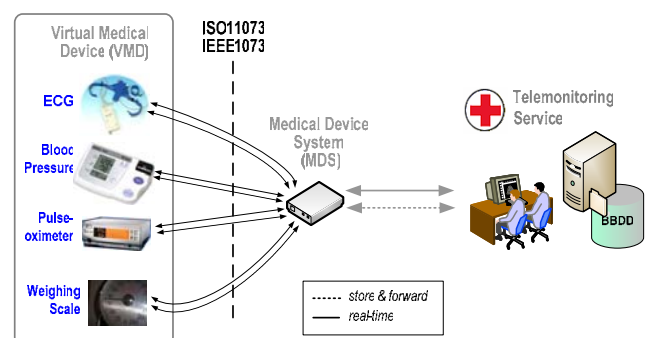 Virtual Medical
Device (VMD)
ISO11073
IEEE1073
ECG
Blood
Pressure
Pulse-
oximeter
Weighing
Scale
Medical Device
System
(MDS)
Telemonitoring
Service
BBDD
store & forward
real-time